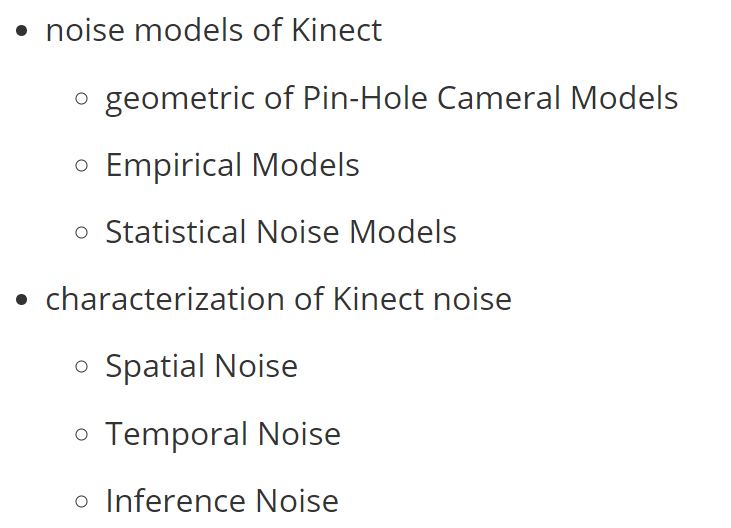 noise models of Kinect
geometric of Pin-Hole Cameral Models
Empirical Models
Statistical Noise Models
characterization of Kinect noise
Spatial Noise
Temporal Noise
Inference Noise